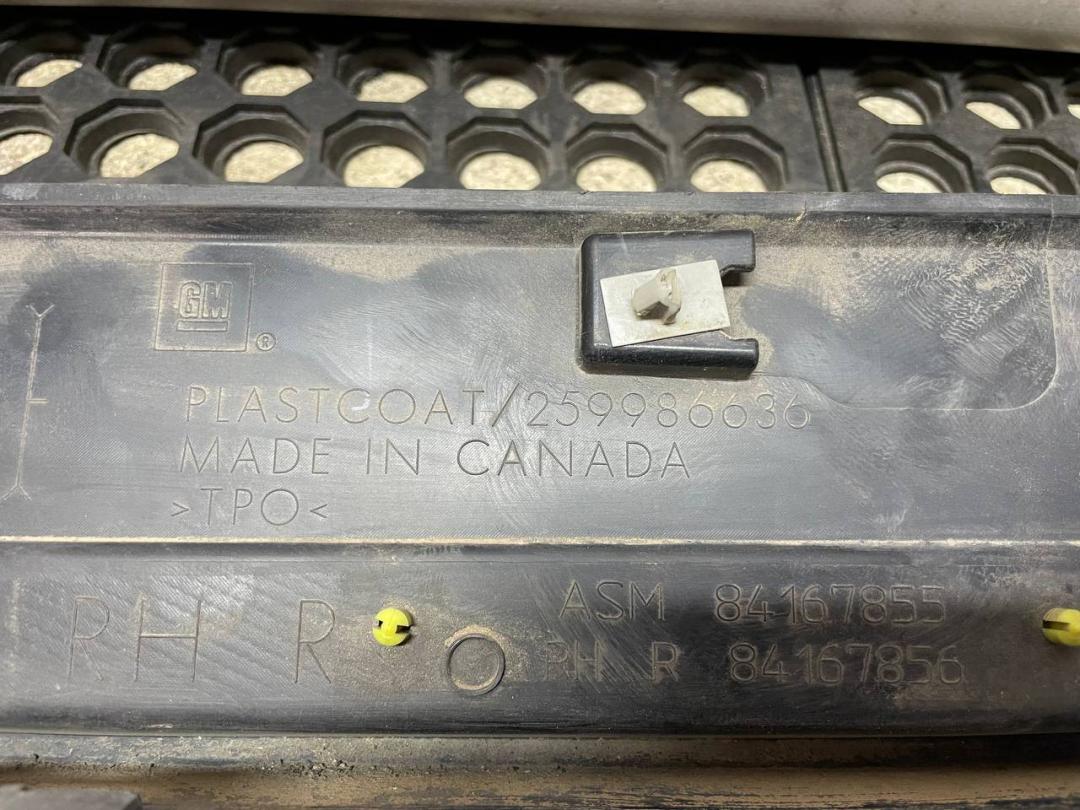 GM
®
PLASTCOAT/259986636
MADE IN CANADA
>TPO<
RH R
ASM 84167855
RH R 84167856